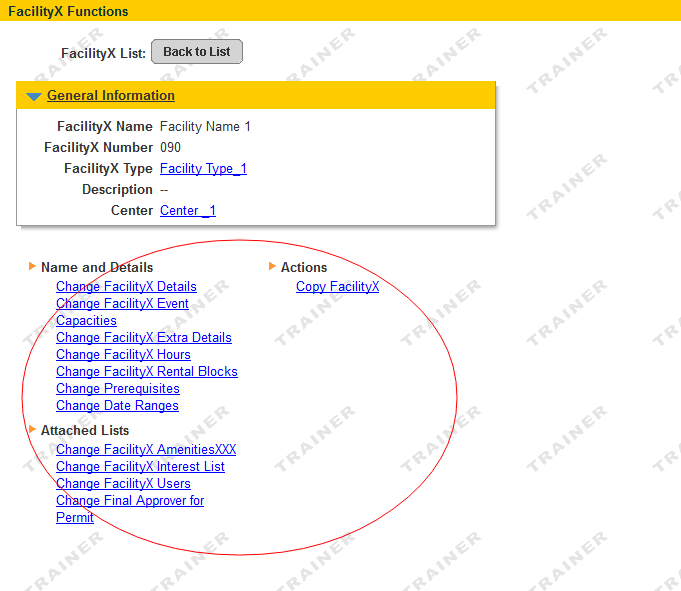 FacilityX Functions
FacilityX List: Back to List
General Information
FacilityX Name Facility Name 1
FacilityX Number 090
FacilityX Type Facility Type_1
Description --
Center Center _1
Name and Details
Change FacilityX Details
Change FacilityX Event
Capacities
Change FacilityX Extra Details
Change FacilityX Hours
Change FacilityX Rental Blocks
Change Prerequisites
Change Date Ranges
Attached Lists
Change FacilityX AmenitiesXXX
Change FacilityX Interest List
Change FacilityX Users
Change Final Approver for
Permit
Actions
Copy FacilityX
TRAINER